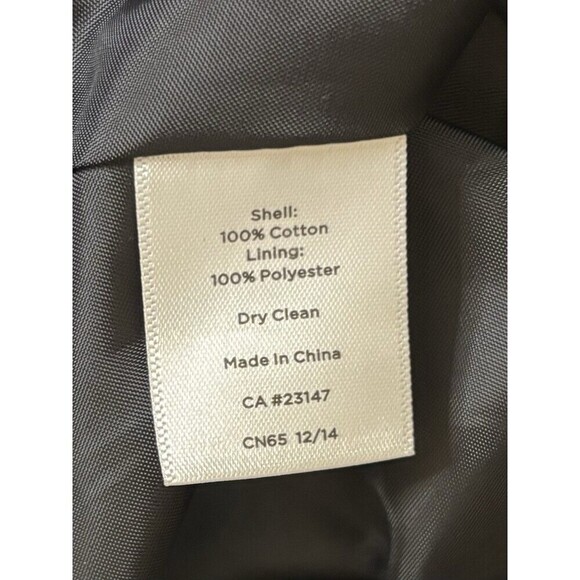 Shell:
100% Cotton
Lining:
100% Polyester
Dry Clean
Made In China
CA #23147
CN65 12/14